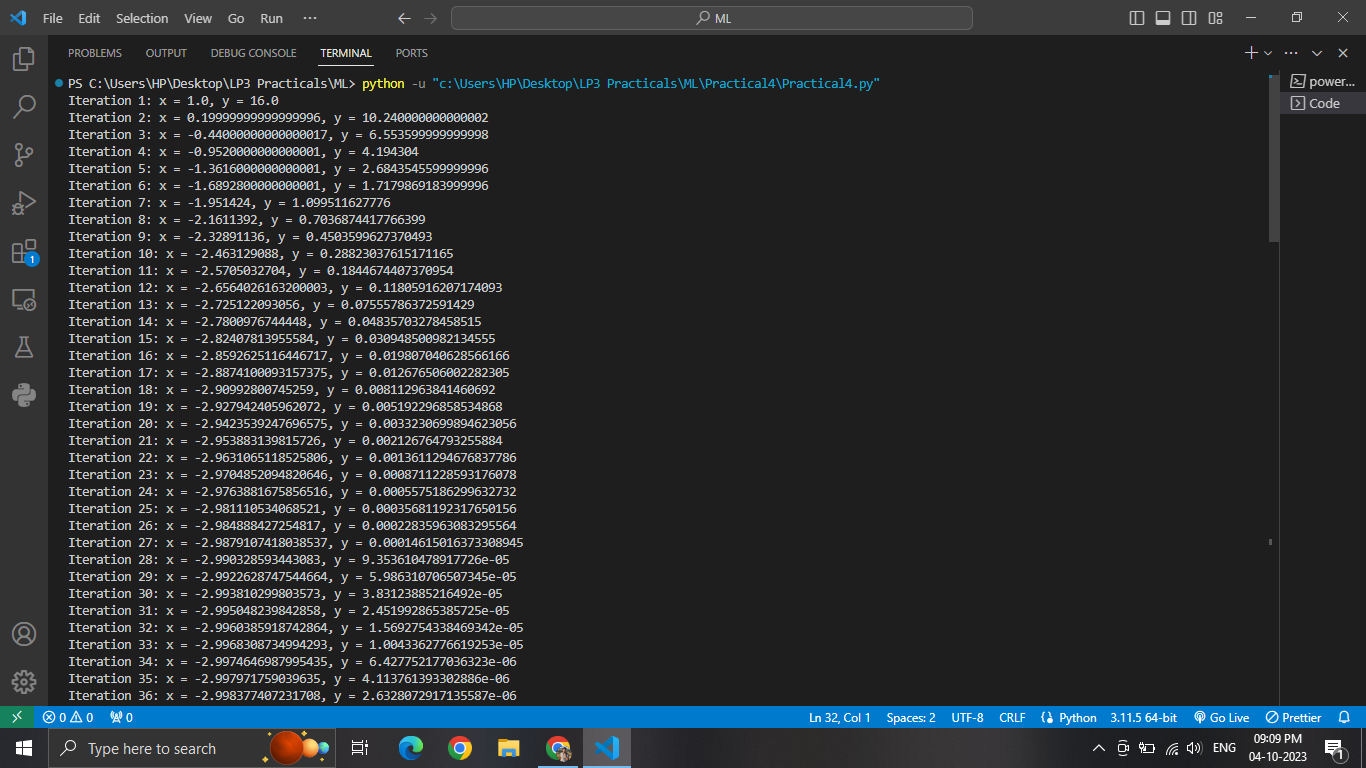 File Edit Selection View Go Run ··· ML
PROBLEMS OUTPUT DEBUG CONSOLE TERMINAL PORTS
PS C:\Users\HP\Desktop\LP3 Practicals\ML> python -u "c:\Users\HP\Desktop\LP3 Practicals\ML\Practical4\Practical4.py"
Iteration 1: x = 1.0, y = 16.0
Iteration 2: x = 0.19999999999999996, y = 10.240000000000002
Iteration 3: x = -0.44000000000000017, y = 6.553599999999998
Iteration 4: x = -0.9520000000000001, y = 4.194304
Iteration 5: x = -1.3616000000000001, y = 2.6843545599999996
Iteration 6: x = -1.6892800000000001, y = 1.7179869183999996
Iteration 7: x = -1.951424, y = 1.099511627776
Iteration 8: x = -2.1611392, y = 0.7036874417766399
Iteration 9: x = -2.32891136, y = 0.4503599627370493
Iteration 10: x = -2.463129088, y = 0.28823037615171165
Iteration 11: x = -2.5705032704, y = 0.1844674407370954
Iteration 12: x = -2.6564026163200003, y = 0.11805916207174093
Iteration 13: x = -2.725122093056, y = 0.07555786372591429
Iteration 14: x = -2.7800976744448, y = 0.04835703278458515
Iteration 15: x = -2.82407813955584, y = 0.030948500982134555
Iteration 16: x = -2.8592625116446717, y = 0.019807040628566166
Iteration 17: x = -2.8874100093157375, y = 0.012676506002282305
Iteration 18: x = -2.90992800745259, y = 0.008112963841460692
Iteration 19: x = -2.927942405962072, y = 0.005192296858534868
Iteration 20: x = -2.9423539247696575, y = 0.0033230699894623056
Iteration 21: x = -2.953883139815726, y = 0.002126764793255884
Iteration 22: x = -2.9631065118525806, y = 0.0013611294676837786
Iteration 23: x = -2.9704852094820646, y = 0.0008711228593176078
Iteration 24: x = -2.9763881675856516, y = 0.0005575186299632732
Iteration 25: x = -2.981110534068521, y = 0.00035681192317650156
Iteration 26: x = -2.984888427254817, y = 0.00022835963083295564
Iteration 27: x = -2.9879107418038537, y = 0.00014615016373308945
Iteration 28: x = -2.990328593443083, y = 9.353610478917726e-05
Iteration 29: x = -2.9922628747544664, y = 5.986310706507345e-05
Iteration 30: x = -2.993810299803573, y = 3.83123885216492e-05
Iteration 31: x = -2.995048239842858, y = 2.451992865385725e-05
Iteration 32: x = -2.9960385918742864, y = 1.5692754338469342e-05
Iteration 33: x = -2.9968308734994293, y = 1.0043362776619253e-05
Iteration 34: x = -2.9974646987995435, y = 6.427752177036323e-06
Iteration 35: x = -2.997971759039635, y = 4.113761393302886e-06
Iteration 36: x = -2.998377407231708, y = 2.6328072917135587e-06
power...
Code
1
0 0 0 Ln 32, Col 1 Spaces: 2 UTF-8 CRLF Python 3.11.5 64-bit Go Live Prettier
Type here to search ENG 09:09 PM
04-10-2023 1